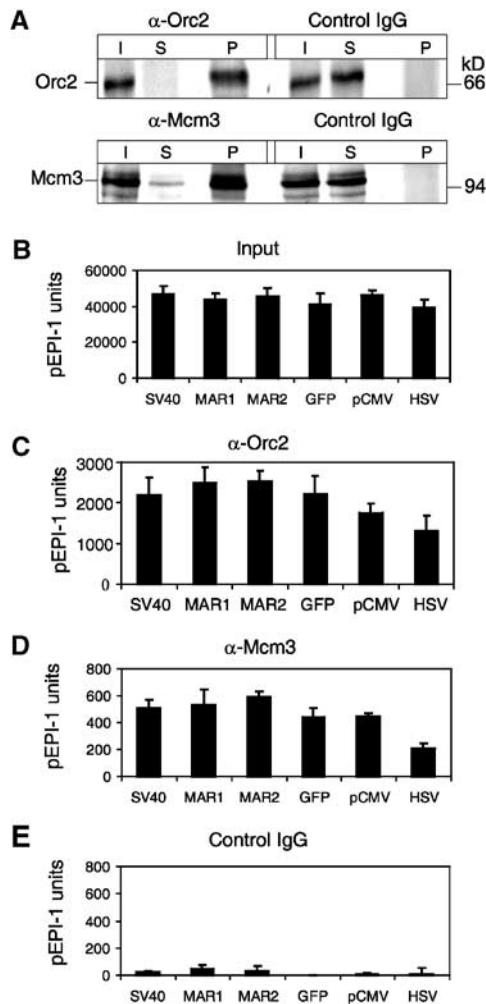 A
α-Orc2 Control IgG
I S P I S P kD
Orc2 66
α-Mcm3 Control IgG
I S P I S P
Mcm3 94
B
Input
pEPI-1 units
60000
40000
20000
0
SV40 MAR1 MAR2 GFP pCMV HSV
C
α-Orc2
pEPI-1 units
3000
2000
1000
0
SV40 MAR1 MAR2 GFP pCMV HSV
D
α-Mcm3
pEPI-1 units
800
600
400
200
0
SV40 MAR1 MAR2 GFP pCMV HSV
E
Control IgG
pEPI-1 units
800
600
400
200
0
SV40 MAR1 MAR2 GFP pCMV HSV